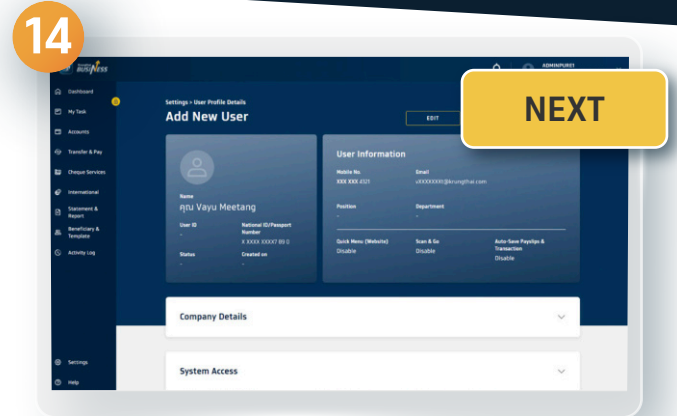 14
BUSINESS
ADMINPURE1
Dashboard
My Task
Accounts
Transfer & Pay
Cheque Services
International
Statement &
Report
Beneficiary &
Template
Activity Log
Settings
Help
Settings > User Profile Details
Add New User
EDIT
NEXT
Name
คุณ Vayu Meetang
User ID
-
National ID/Passport
Number
X XXXX XXXX7 89 0
Status
-
Created on
-
User Information
Mobile No.
XXX XXX 4321
Email
Position
-
Department
-
Quick Menu (Website)
Disable
Scan & Go
Disable
Auto-Save Payslips &
Transaction
Disable
Company Details
System Access